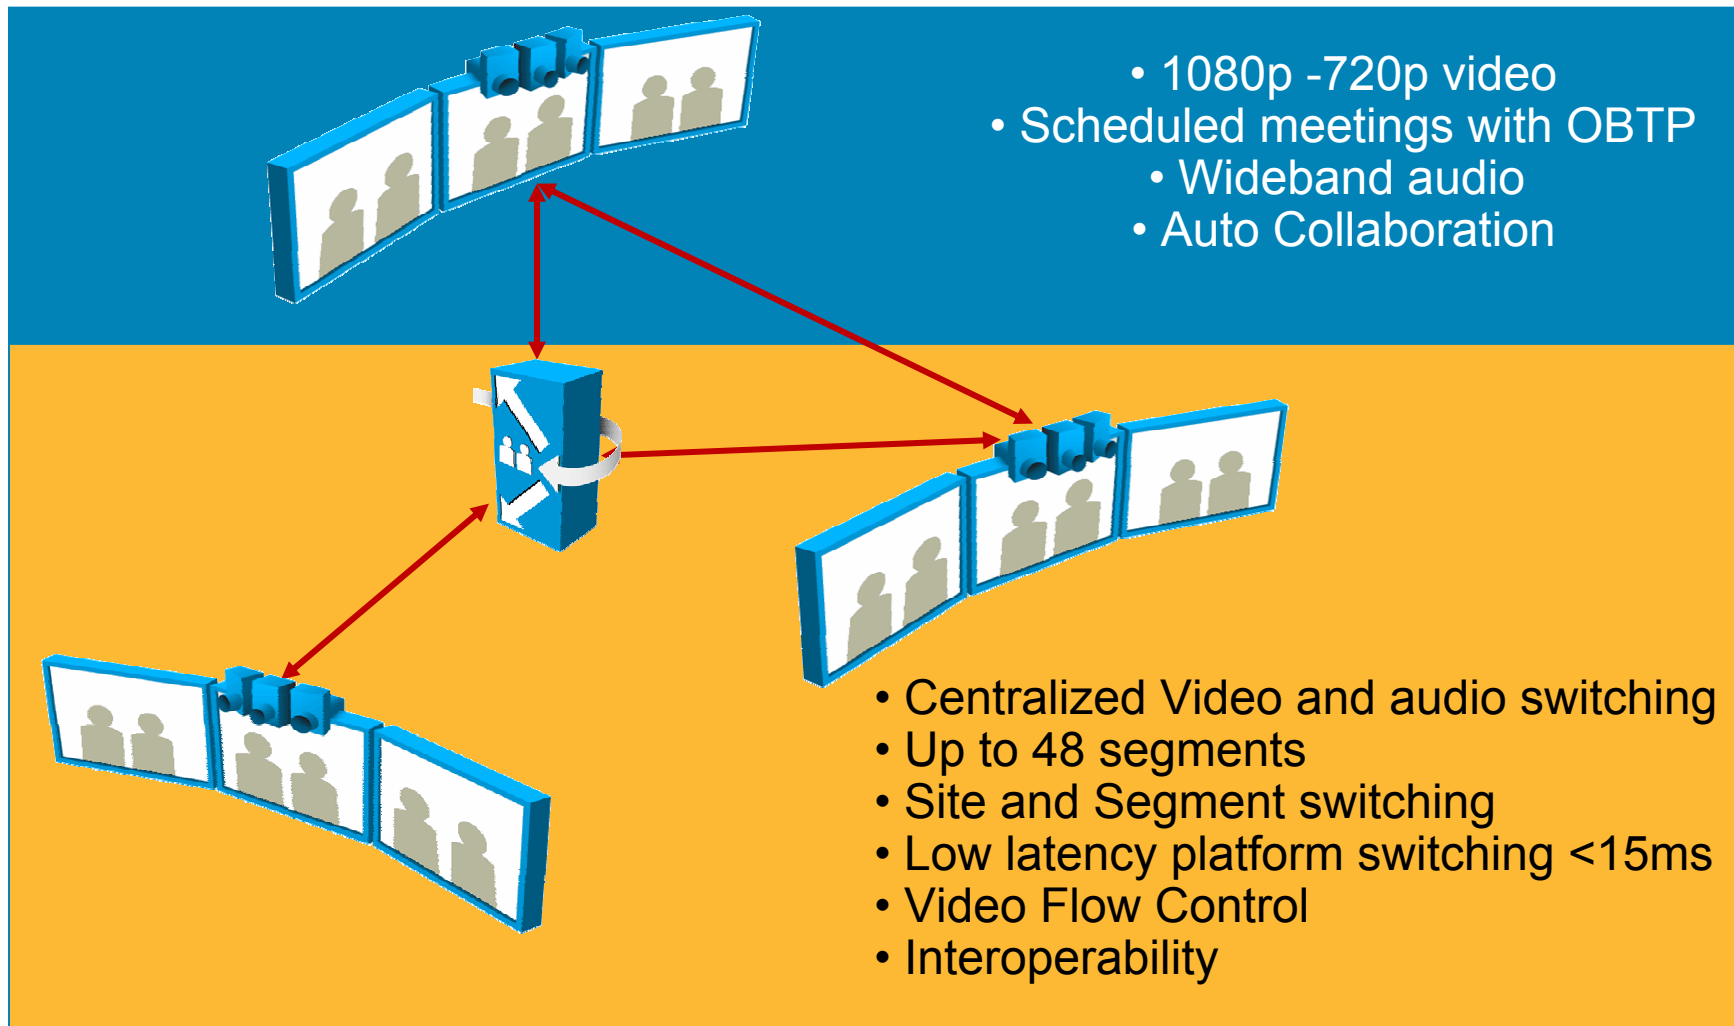 • 1080p -720p video
• Scheduled meetings with OBTP
• Wideband audio
• Auto Collaboration
• Centralized Video and audio switching
• Up to 48 segments
• Site and Segment switching
• Low latency platform switching <15ms
• Video Flow Control
• Interoperability